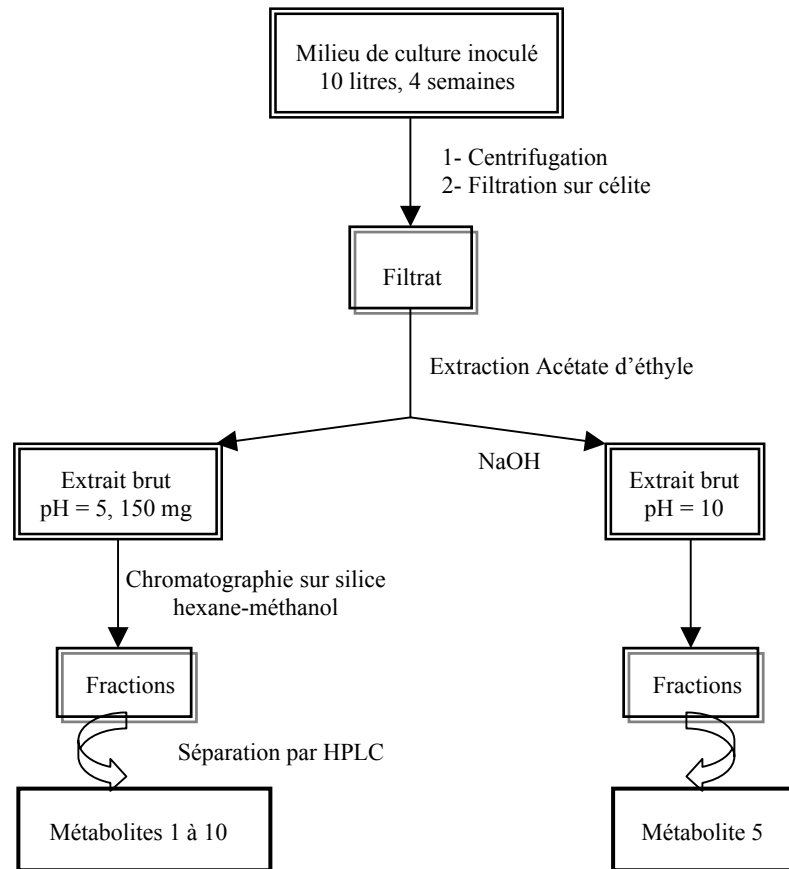 Milieu de culture inoculé
10 litres, 4 semaines
1- Centrifugation
2- Filtration sur célite
Filtrat
Extraction Acétate d'éthyle
NaOH
Extrait brut
pH = 5, 150 mg
Extrait brut
pH = 10
Chromatographie sur silice
hexane-méthanol
Fractions
Fractions
Séparation par HPLC
Métabolites 1 à 10
Métabolite 5